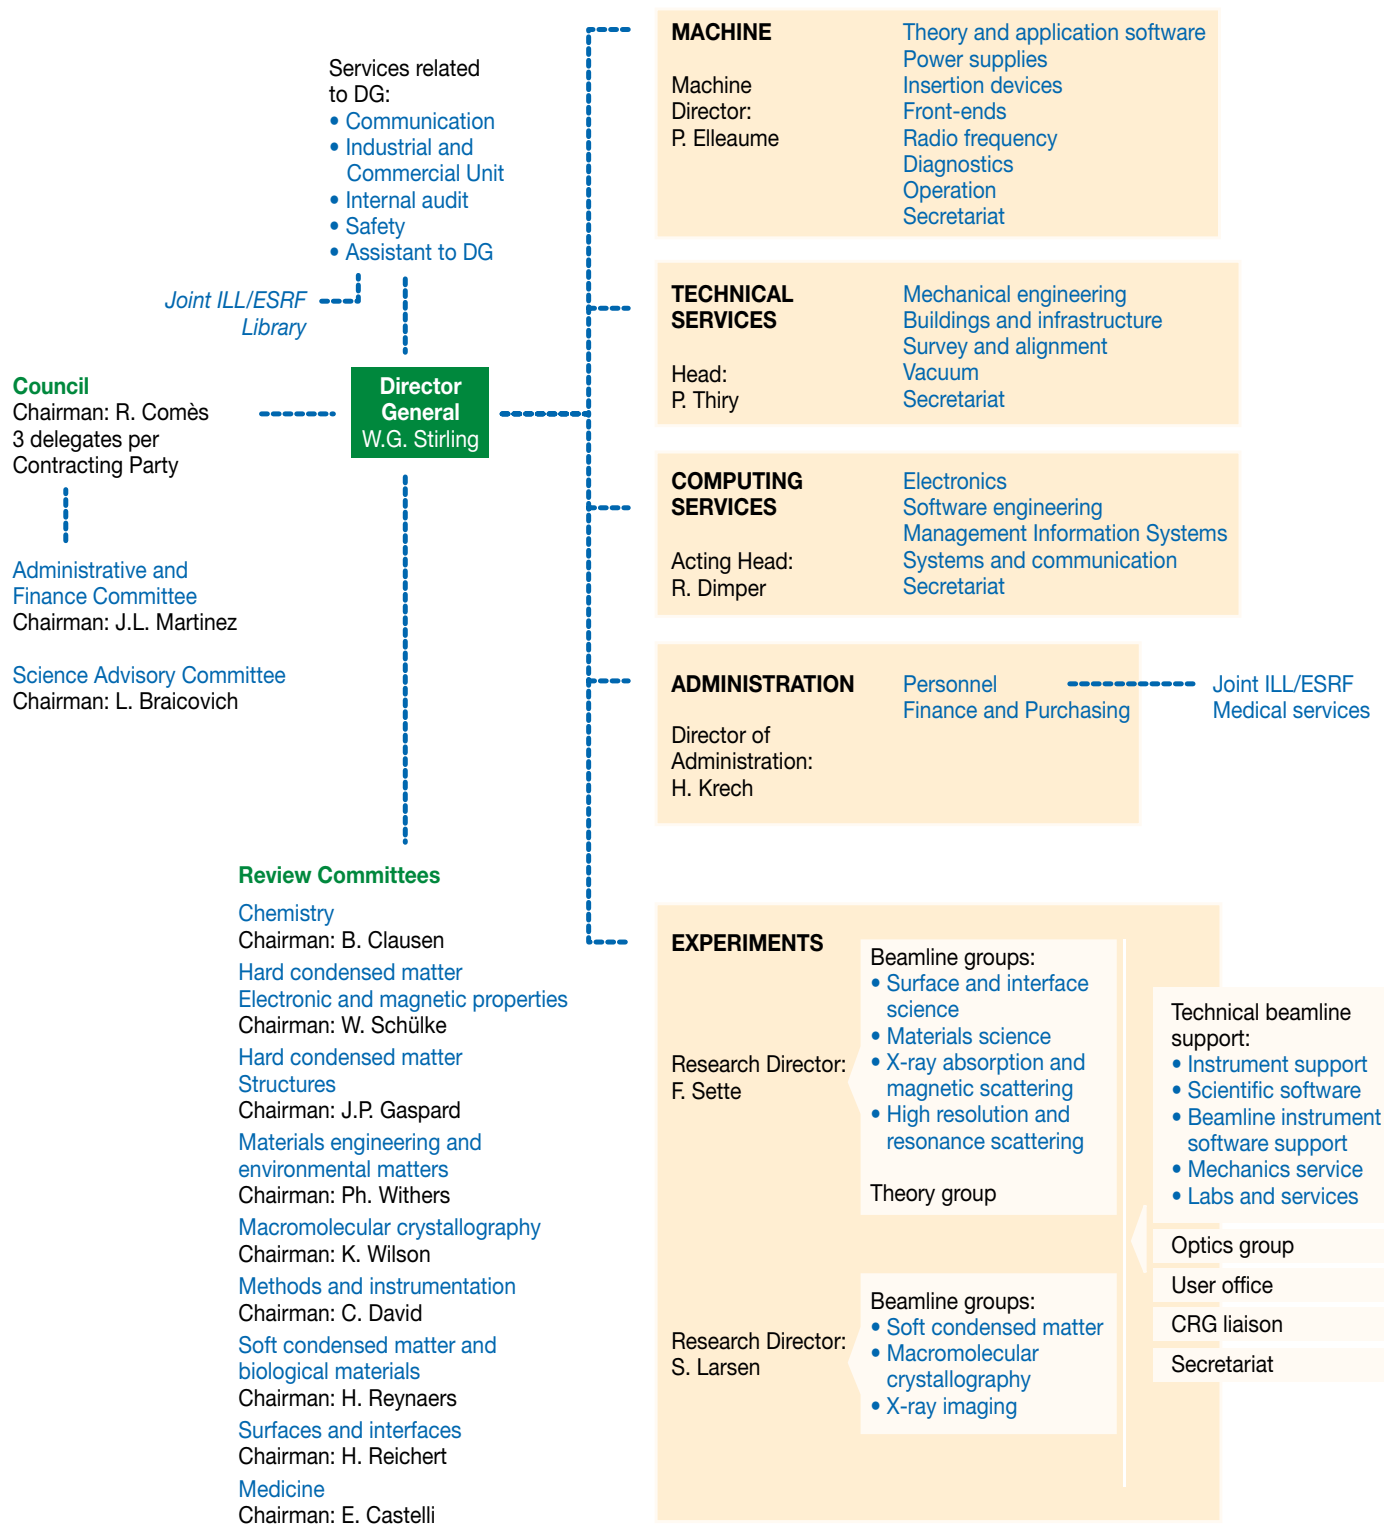 Services related
to DG:
• Communication
• Industrial and
Commercial Unit
• Internal audit
• Safety
• Assistant to DG
Joint ILL/ESRF
Library
Council
Chairman: R. Comès
3 delegates per
Contracting Party
Director
General
W.G. Stirling
Administrative and
Finance Committee
Chairman: J.L. Martinez
Science Advisory Committee
Chairman: L. Braicovich
Review Committees
Chemistry
Chairman: B. Clausen
Hard condensed matter
Electronic and magnetic properties
Chairman: W. Schülke
Hard condensed matter
Structures
Chairman: J.P. Gaspard
Materials engineering and
environmental matters
Chairman: Ph. Withers
Macromolecular crystallography
Chairman: K. Wilson
Methods and instrumentation
Chairman: C. David
Soft condensed matter and
biological materials
Chairman: H. Reynaers
Surfaces and interfaces
Chairman: H. Reichert
Medicine
Chairman: E. Castelli
MACHINE
Machine
Director:
P. Elleaume
Theory and application software
Power supplies
Insertion devices
Front-ends
Radio frequency
Diagnostics
Operation
Secretariat
TECHNICAL
SERVICES
Head:
P. Thiry
Mechanical engineering
Buildings and infrastructure
Survey and alignment
Vacuum
Secretariat
COMPUTING
SERVICES
Acting Head:
R. Dimper
Electronics
Software engineering
Management Information Systems
Systems and communication
Secretariat
ADMINISTRATION
Director of
Administration:
H. Krech
Personnel
Finance and Purchasing
Joint ILL/ESRF
Medical services
EXPERIMENTS
Research Director:
F. Sette
Beamline groups:
• Surface and interface
science
• Materials science
• X-ray absorption and
magnetic scattering
• High resolution and
resonance scattering
Theory group
Research Director:
S. Larsen
Beamline groups:
• Soft condensed matter
• Macromolecular
crystallography
• X-ray imaging
Technical beamline
support:
• Instrument support
• Scientific software
• Beamline instrument
software support
• Mechanics service
• Labs and services
Optics group
User office
CRG liaison
Secretariat